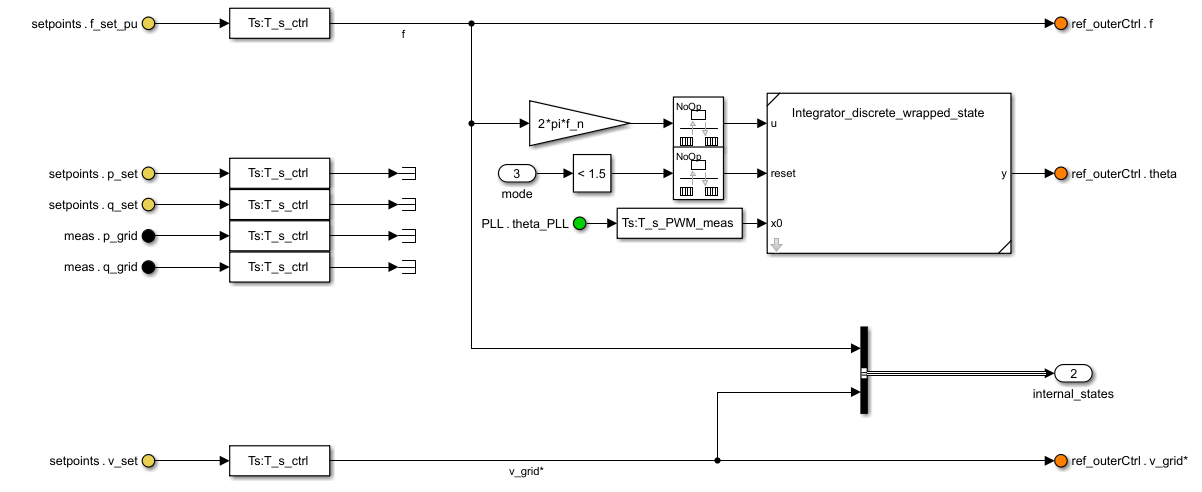 setpoints . f_set_pu
Ts:T_s_ctrl
f
ref_outerCtrl . f
2*pi*f_n
NoOp
u
Integrator_discrete_wrapped_state
setpoints . p_set
Ts:T_s_ctrl
3
mode
< 1.5
NoOp
reset
y
ref_outerCtrl . theta
setpoints . q_set
Ts:T_s_ctrl
PLL . theta_PLL
Ts:T_s_PWM_meas
x0
meas . p_grid
Ts:T_s_ctrl
meas . q_grid
Ts:T_s_ctrl
2
internal_states
setpoints . v_set
Ts:T_s_ctrl
v_grid*
ref_outerCtrl . v_grid*